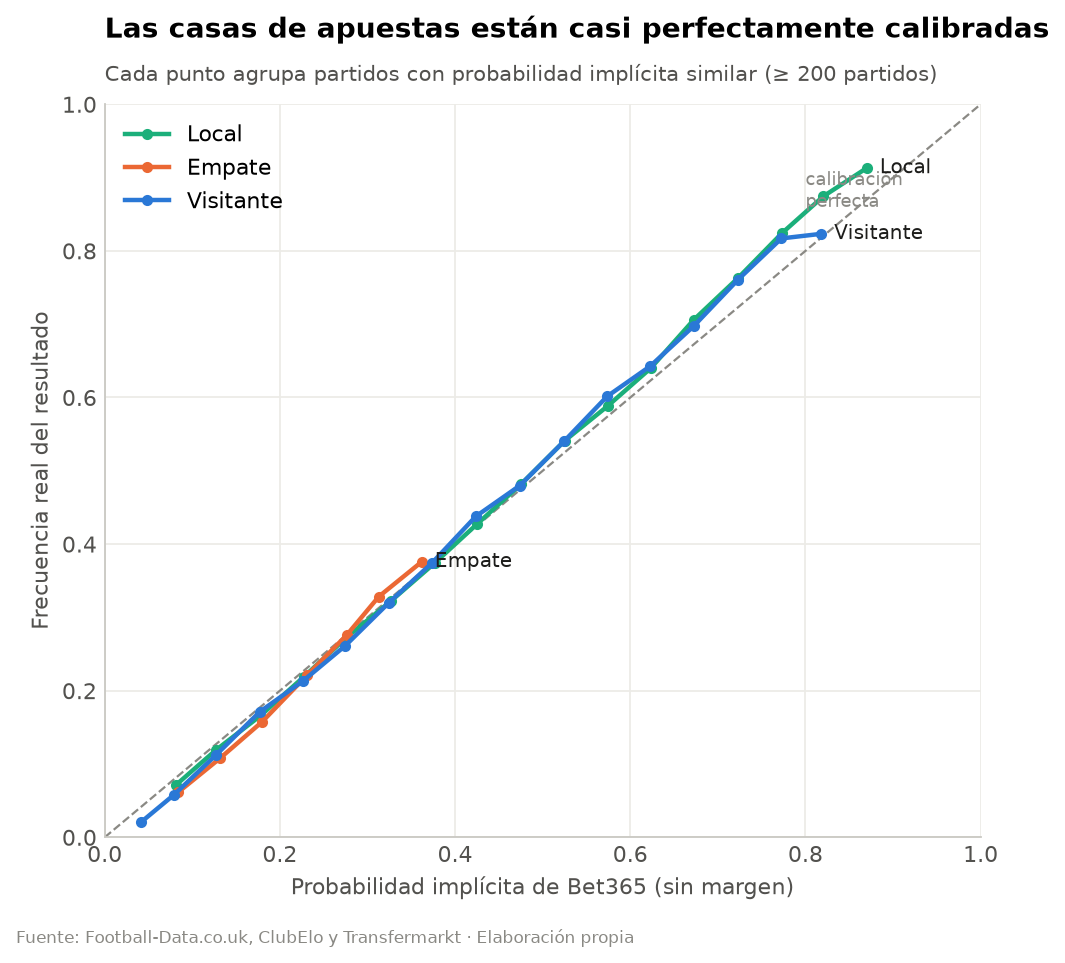 Las casas de apuestas están casi perfectamente calibradas
Cada punto agrupa partidos con probabilidad implícita similar (≥ 200 partidos)
1.0
0.8
0.6
0.4
0.2
0.0
Frecuencia real del resultado
Local
Empate
Visitante
Local
calibración
perfecta
Visitante
Empate
0.0
0.2
0.4
0.6
0.8
1.0
Probabilidad implícita de Bet365 (sin margen)
Fuente: Football-Data.co.uk, ClubElo y Transfermarkt · Elaboración propia